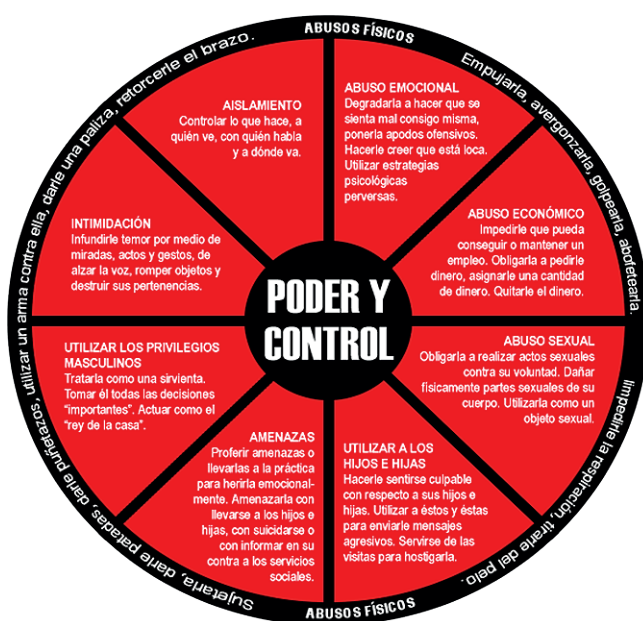 ABUSOS FÍSICOS
Empujarla, avergonzarla, golpearla, abofetearla.
Iimpedirle la respiración, tirarle del pelo.
ABUSOS FÍSICOS
Sujetarla, darle patadas, darle puñetazos, utilizar un arma contra ella, darle una paliza, retorcerle el brazo.
ABUSO EMOCIONAL
Degradarla a hacer que se
sienta mal consigo misma,
ponerla apodos ofensivos.
Hacerle creer que está loca.
Utilizar estrategias
psicológicas
perversas.
ABUSO ECONÓMICO
Impedirle que pueda
conseguir o mantener un
empleo. Obligarla a pedirle
dinero, asignarle una cantidad
de dinero. Quitarle el dinero.
ABUSO SEXUAL
Obligarla a realizar actos sexuales
contra su voluntad. Dañar
físicamente partes sexuales de su
cuerpo. Utilizarla como un
objeto sexual.
UTILIZAR A LOS
HIJOS E HIJAS
Hacerle sentirse culpable
con respecto a sus hijos e
hijas. Utilizar a éstos y éstas
para enviarle mensajes
agresivos. Servirse de las
visitas para hostigarla.
AMENAZAS
Proferir amenazas o
llevarlas a la práctica
para herirla emocional-
mente. Amenazarla con
llevarse a los hijos e
hijas, con suicidarse o
con informar en su
contra a los servicios
sociales.
UTILIZAR LOS PRIVILEGIOS
MASCULINOS
Tratarla como una sirvienta.
Tomar él todas las decisiones
"importantes". Actuar como el
"rey de la casa".
INTIMIDACIÓN
Infundirle temor por medio de
miradas, actos y gestos, de
alzar la voz, romper objetos y
destruir sus pertenencias.
AISLAMIENTO
Controlar lo que hace, a
quién ve, con quién habla
y a dónde va.
PODER Y
CONTROL